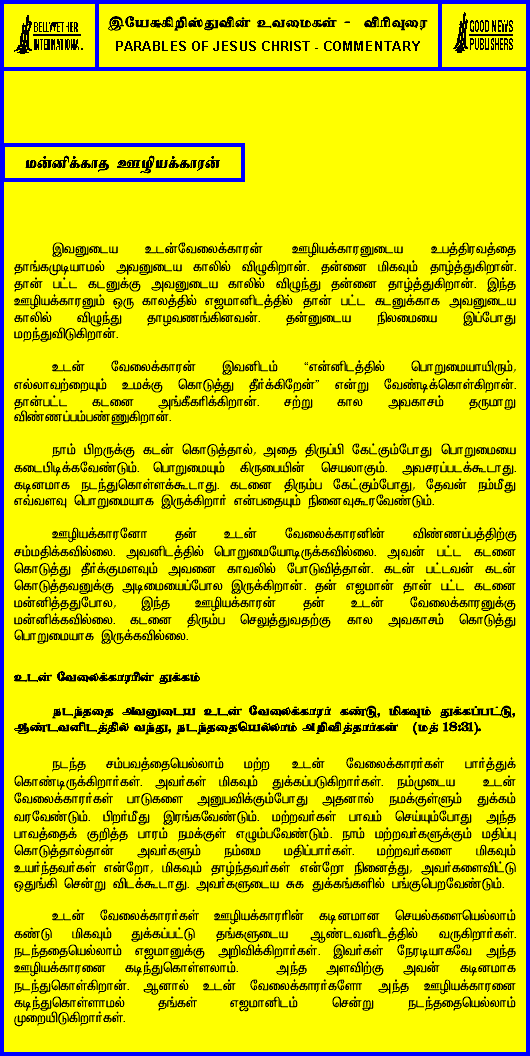 BELLWETHER
INTERNATIONAL
இயேசுகிறிஸ்துவின் உவமைகள் - விரிவுரை
PARABLES OF JESUS CHRIST - COMMENTARY
GOOD NEWS
PUBLISHERS
மன்னிக்காத ஊழியக்காரன்
இவனுடைய உடன்வேலைக்காரன் ஊழியக்காரனுடைய உபத்திரவத்தை
தாங்கமுடியாமல் அவனுடைய காலில் விழுகிறான். தன்னை மிகவும் தாழ்த்துகிறான்.
தான் பட்ட கடனுக்கு அவனுடைய காலில் விழுந்து தன்னை தாழ்த்துகிறான். இந்த
ஊழியக்காரனும் ஒரு காலத்தில் எஜமானிடத்தில் தான் பட்ட கடனுக்காக அவனுடைய
காலில் விழுந்து தாழவணங்கினவன். தன்னுடைய நிலமையை இப்போது
மறந்துவிடுகிறான்.
உடன் வேலைக்காரன் இவனிடம் “என்னிடத்தில் பொறுமையாயிரும்,
எல்லாவற்றையும் உமக்கு கொடுத்து தீர்க்கிறேன்” என்று வேண்டிக்கொள்கிறான்.
தான்பட்ட கடனை அங்கீகரிக்கிறான். சற்று கால அவகாசம் தருமாறு
விண்ணப்பம்பண்ணுகிறான்.
நாம் பிறருக்கு கடன் கொடுத்தால், அதை திருப்பி கேட்கும்போது பொறுமையை
கடைபிடிக்கவேண்டும். பொறுமையும் கிருபையின் செயலாகும். அவசரப்படக்கூடாது.
கடினமாக நடந்துகொள்ளக்கூடாது. கடனை திரும்ப கேட்கும்போது, தேவன் நம்மீது
எவ்வளவு பொறுமையாக இருக்கிறார் என்பதையும் நினைவுகூரவேண்டும்.
ஊழியக்காரனோ தன் உடன் வேலைக்காரனின் விண்ணப்பத்திற்கு
சம்மதிக்கவில்லை. அவனிடத்தில் பொறுமையோடிருக்கவில்லை. அவன் பட்ட கடனை
கொடுத்து தீர்க்குமளவும் அவனை காவலில் போடுவித்தான். கடன் பட்டவன் கடன்
கொடுத்தவனுக்கு அடிமையைப்போல இருக்கிறான். தன் எஜமான் தான் பட்ட கடனை
மன்னித்ததுபோல, இந்த ஊழியக்காரன் தன் உடன் வேலைக்காரனுக்கு
மன்னிக்கவில்லை. கடனை திரும்ப செலுத்துவதற்கு கால அவகாசம் கொடுத்து
பொறுமையாக இருக்கவில்லை.
உடன் வேலைக்காரரின் துக்கம்
நடந்ததை அவனுடைய உடன் வேலைக்காரர் கண்டு, மிகவும் துக்கப்பட்டு,
ஆண்டவனிடத்தில் வந்து, நடந்ததையெல்லாம் அறிவித்தார்கள் (மத் 18:31).
நடந்த சம்பவத்தையெல்லாம் மற்ற உடன் வேலைக்காரர்கள் பார்த்துக்
கொண்டிருக்கிறார்கள். அவர்கள் மிகவும் துக்கப்படுகிறார்கள். நம்முடைய உடன்
வேலைக்காரர்கள் பாடுகளை அனுபவிக்கும்போது அதனால் நமக்குள்ளும் துக்கம்
வரவேண்டும். பிறர்மீது இரங்கவேண்டும். மற்றவர்கள் பாவம் செய்யும்போது அந்த
பாவத்தைக் குறித்த பாரம் நமக்குள் எழும்பவேண்டும். நாம் மற்றவர்களுக்கும் மதிப்பு
கொடுத்தால்தான் அவர்களும் நம்மை மதிப்பார்கள். மற்றவர்களை மிகவும்
உயர்ந்தவர்கள் என்றோ, மிகவும் தாழ்ந்தவர்கள் என்றோ நினைத்து, அவர்களைவிட்டு
ஒதுங்கி சென்று விடக்கூடாது. அவர்களுடைய சுக துக்கங்களில் பங்குபெறவேண்டும்.
உடன் வேலைக்காரர்கள் ஊழியக்காரரின் கடினமான செயல்களையெல்லாம்
கண்டு மிகவும் துக்கப்பட்டு தங்களுடைய ஆண்டவனிடத்தில் வருகிறார்கள்.
நடந்ததையெல்லாம் எஜமானுக்கு அறிவிக்கிறார்கள். இவர்கள் நேரடியாகவே அந்த
ஊழியக்காரனை கடிந்துகொள்ளலாம். அந்த அளவிற்கு அவன் கடினமாக
நடந்துகொள்கிறான். ஆனால் உடன் வேலைக்காரர்களோ அந்த ஊழியக்காரனை
கடிந்துகொள்ளாமல் தங்கள் எஜமானிடம் சென்று நடந்ததையெல்லாம்
முறையிடுகிறார்கள்.